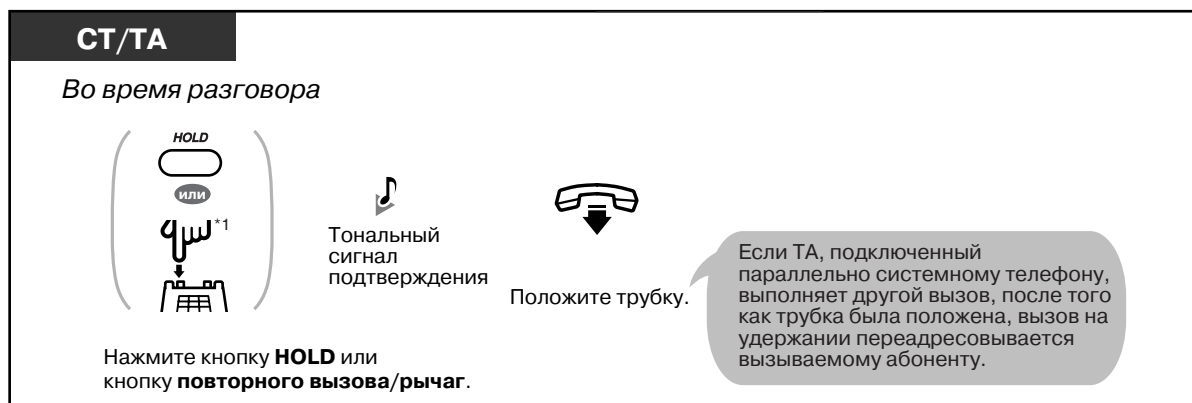 СТ/ТА
Во время разговора
HOLD
или
*1
Тональный
сигнал
подтверждения
Положите трубку.
Если ТА, подключенный
параллельно системному телефону,
выполняет другой вызов, после того
как трубка была положена, вызов на
удержании переадресовывается
вызываемому абоненту.
Нажмите кнопку HOLD или
кнопку повторного вызова/рычаг.